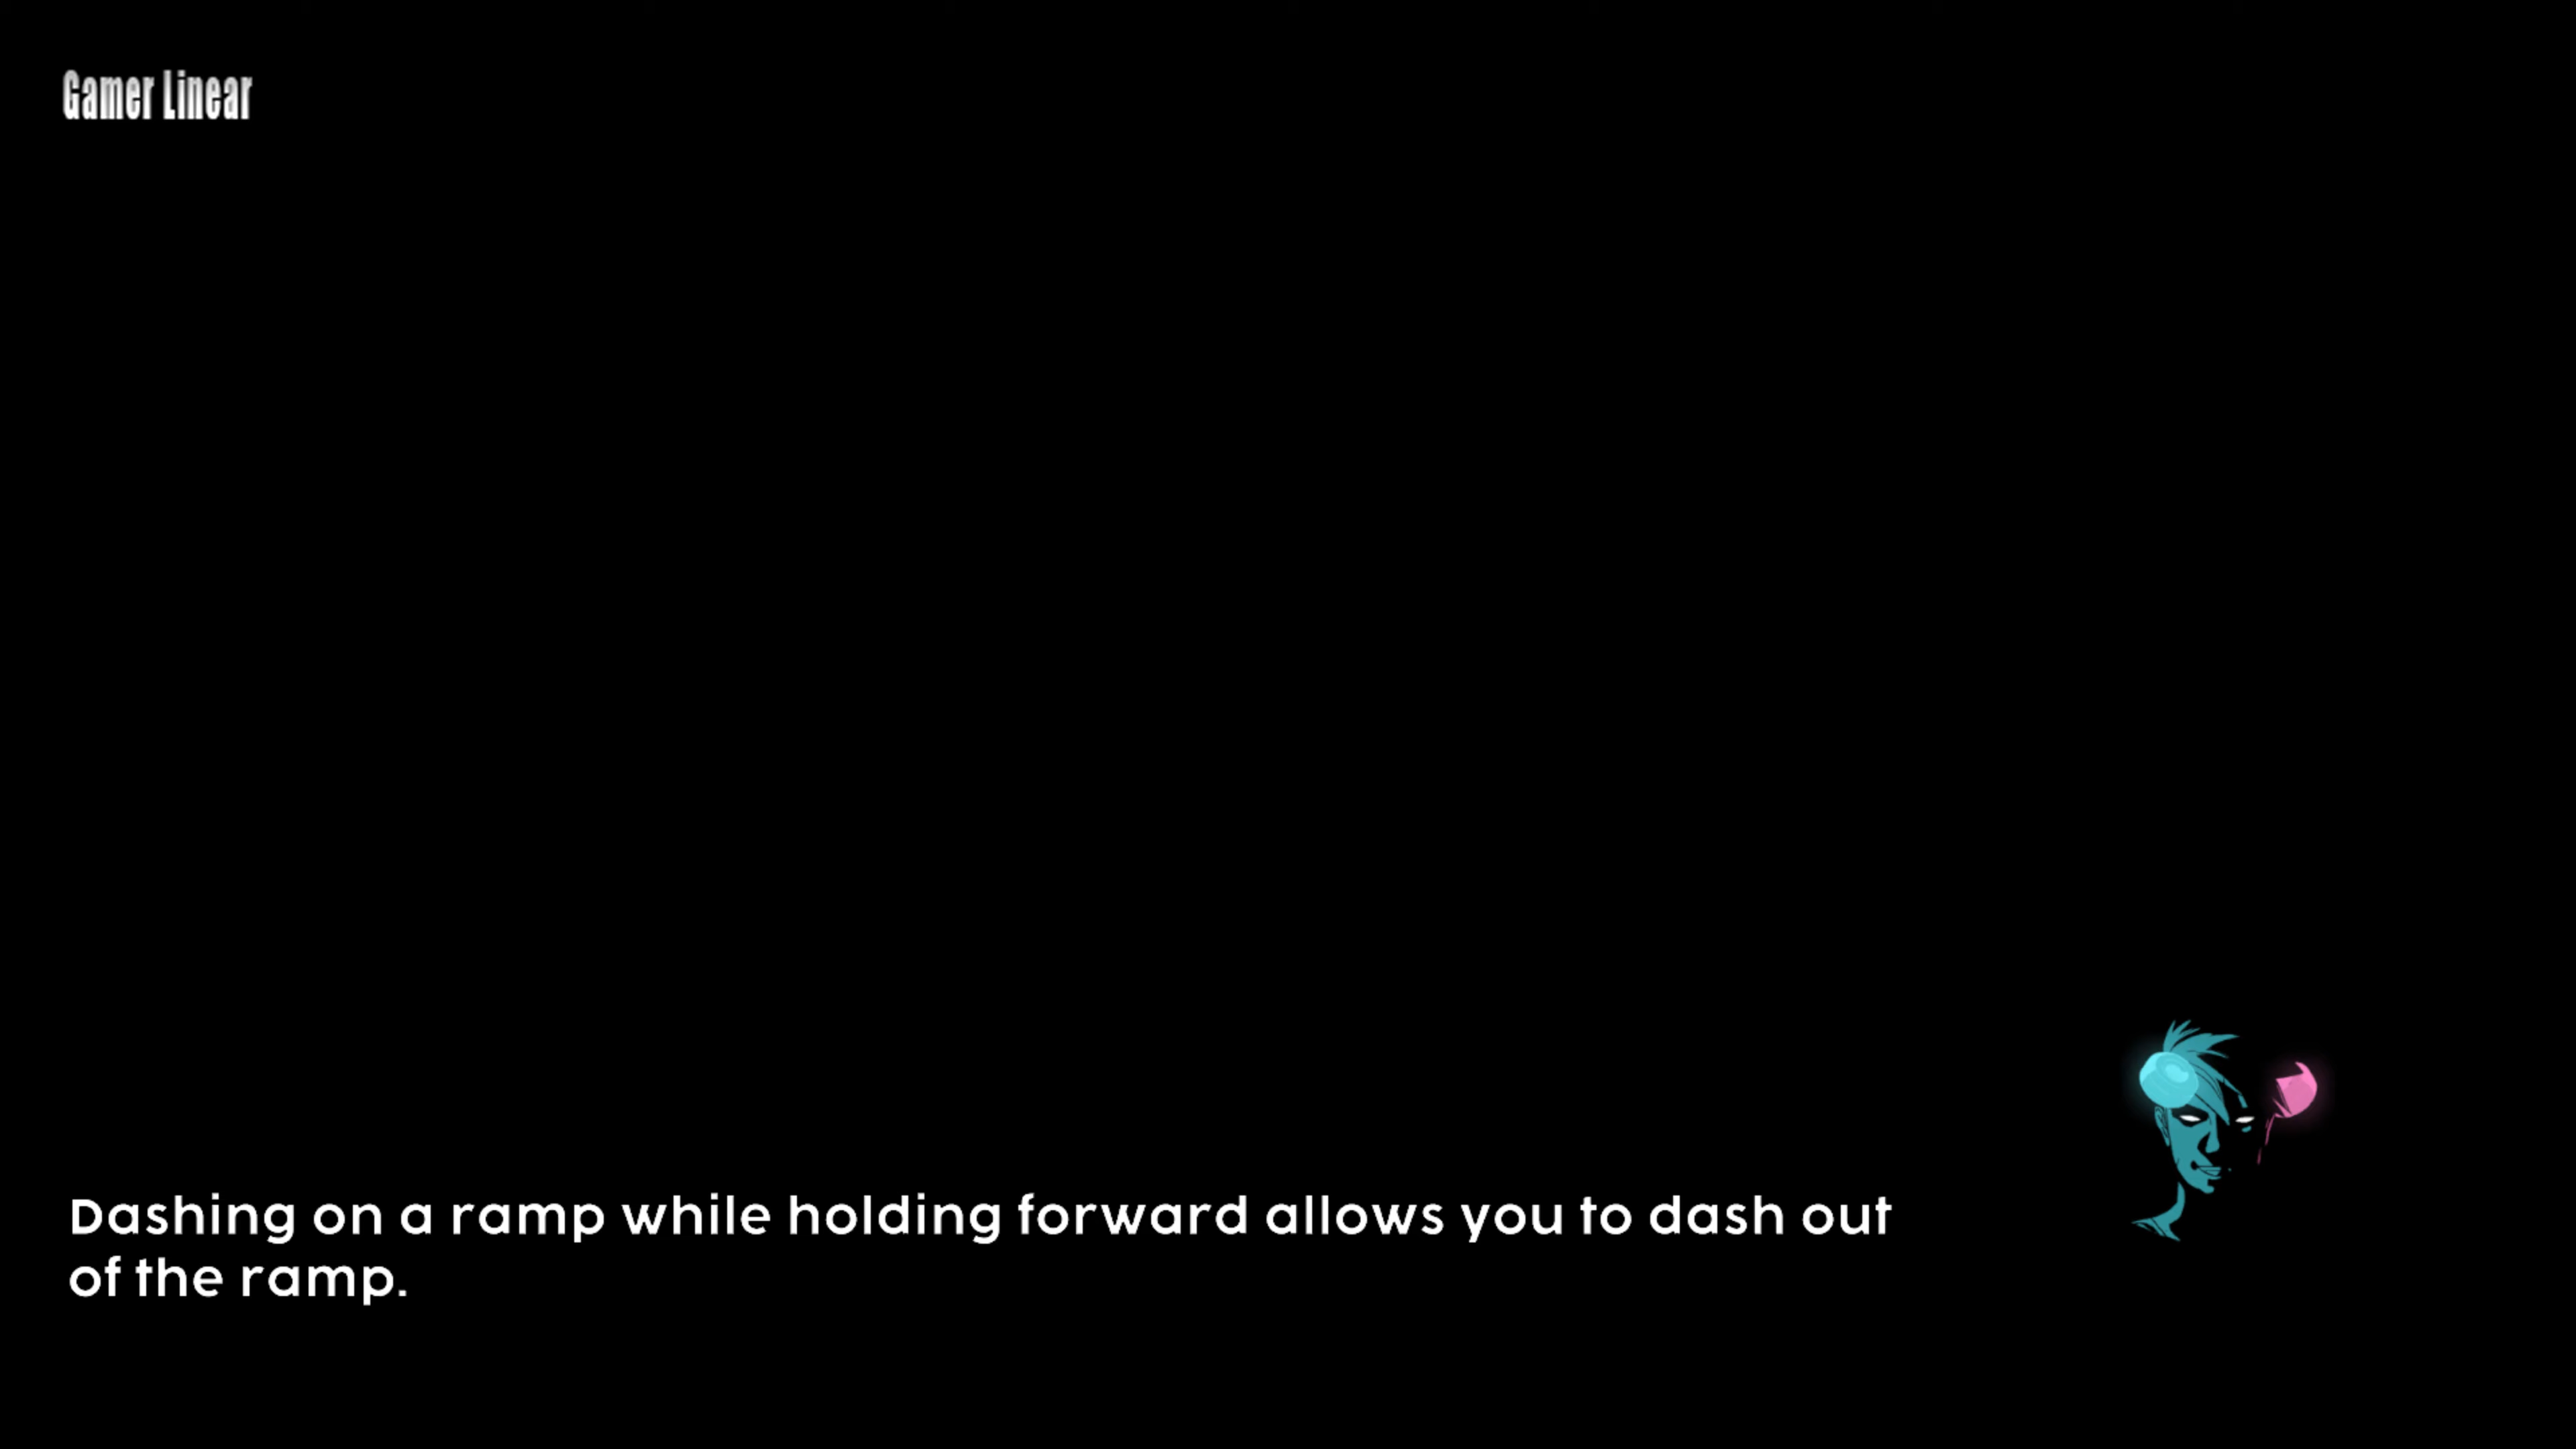 Gamer Linear
Dashing on a ramp while holding forward allows you to dash out
of the ramp.